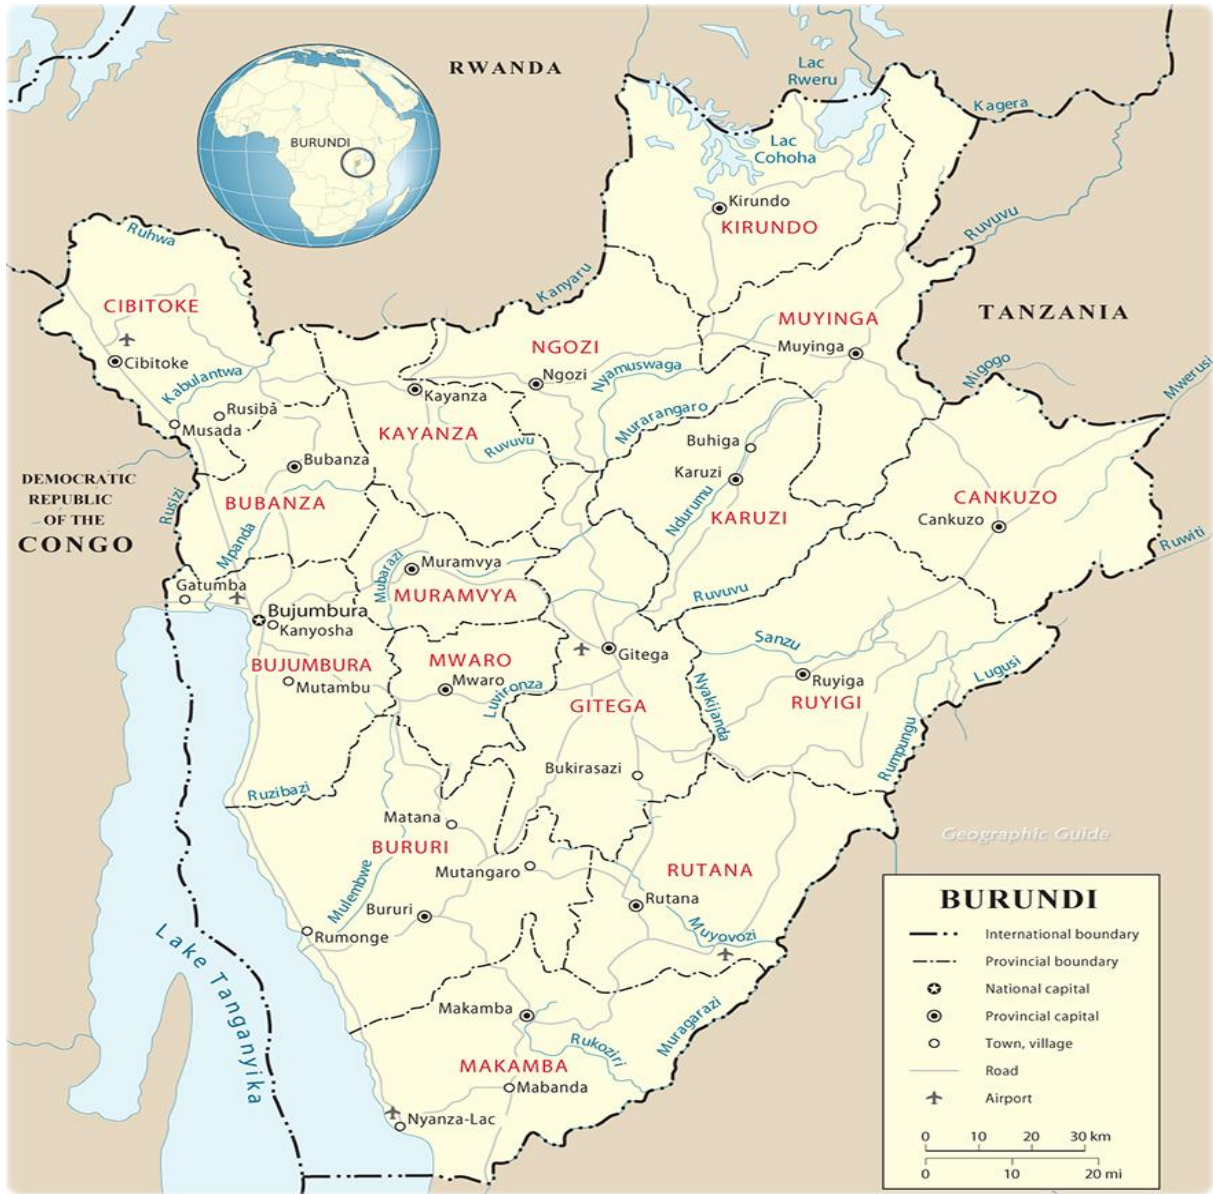 RWANDA
BURUNDI
Lac
Rweru
Kagera
Lac
Cohoha
Kirundo
KIRUNDO
Ruvuvu
Ruhwa
Kanyaru
CIBITOKE
Cibitoke
TANZANIA
MUYINGA
Muyinga
NGOZI
Ngozi
Nyamuswaga
Migogo
Mwerusi
Kabulantwa
Rusiba
Musada
Kayanza
KAYANZA
Ruvuvu
Murarangaro
Buhiga
Karuzi
Ndurumu
KARUZI
Bubanza
BUBANZA
DEMOCRATIC
REPUBLIC
OF THE
CONGO
Rusizi
Mpanda
CANKUZO
Cankuzo
Ruwiti
Gatumba
Mubarazi
Muramvya
MURAMVYA
Ruvuvu
Bujumbura
Kanyosha
BUJUMBURA
Mutambu
MWARO
Mwaro
Luvironza
Gitega
GITEGA
Sanzu
Ruyiga
RUYIGI
Nyakijanda
Lugusi
Rumpungu
Bukirasazi
Ruzibazi
Matana
BURURI
Mutangaro
Mulembwe
Bururi
Rumonge
RUTANA
Rutana
Muyovozi
Geographic Guide
Lake Tanganyika
Makamba
Rukoziri
Muragarazi
MAKAMBA
Mabanda
Nyanza-Lac
BURUNDI
International boundary
Provincial boundary
National capital
Provincial capital
Town, village
Road
Airport
0 10 20 30 km
0 10 20 mi